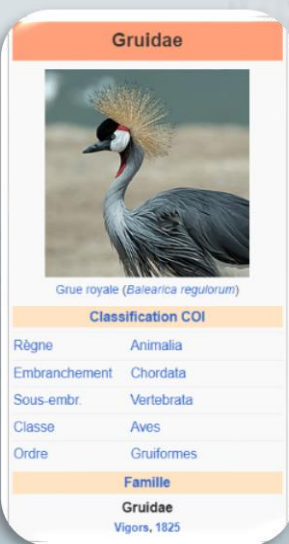 Gruidae
Grue royale (Balearica regulorum)
Classification COI
Règne Animalia
Embranchement Chordata
Sous-embr. Vertebrata
Classe Aves
Ordre Gruiformes
Famille
Gruidae
Vigors, 1825